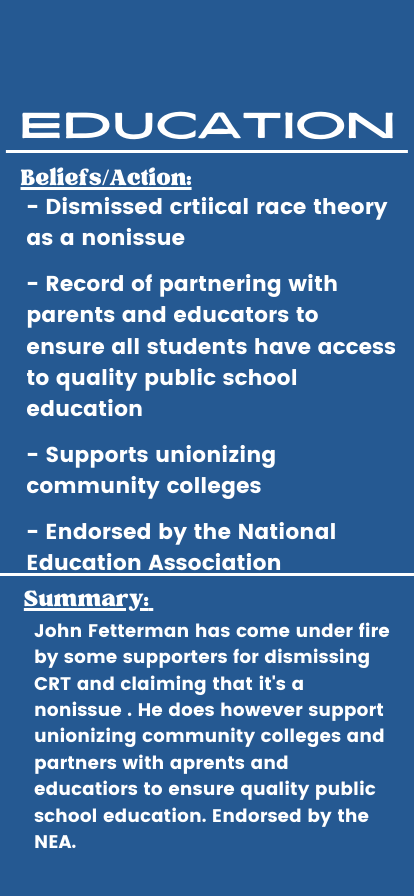 EDUCATION
Beliefs/Action:
- Dismissed crtiical race theory
as a nonissue
- Record of partnering with
parents and educators to
ensure all students have access
to quality public school
education
- Supports unionizing
community colleges
- Endorsed by the National
Education Association
Summary:
John Fetterman has come under fire
by some supporters for dismissing
CRT and claiming that it's a
nonissue . He does however support
unionizing community colleges and
partners with aprents and
educatiors to ensure quality public
school education. Endorsed by the
NEA.